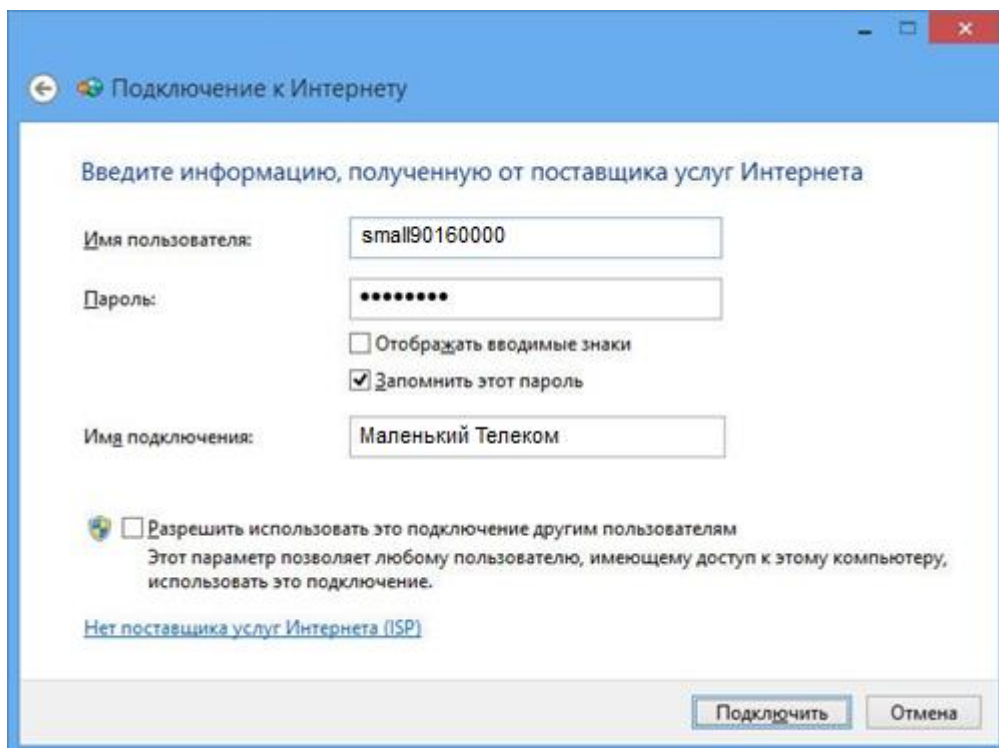 Подключение к Интернету
Введите информацию, полученную от поставщика услуг Интернета
Имя пользователя:
small90160000
Пароль:
••••••••
Отображать вводимые знаки
Запомнить этот пароль
Имя подключения:
Маленький Телеком
Разрешить использовать это подключение другим пользователям
Этот параметр позволяет любому пользователю, имеющему доступ к этому компьютеру,
использовать это подключение.
Нет поставщика услуг Интернета (ISP)
Подключить
Отмена